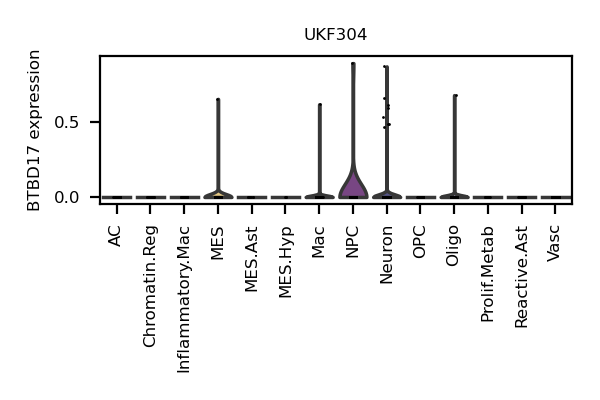 UKF304
BTBD17 expression
0.5
0.0
AC
Chromatin.Reg
Inflammatory.Mac
MES
MES.Ast
MES.Hyp
Mac
NPC
Neuron
OPC
Oligo
Prolif.Metab
Reactive.Ast
Vasc